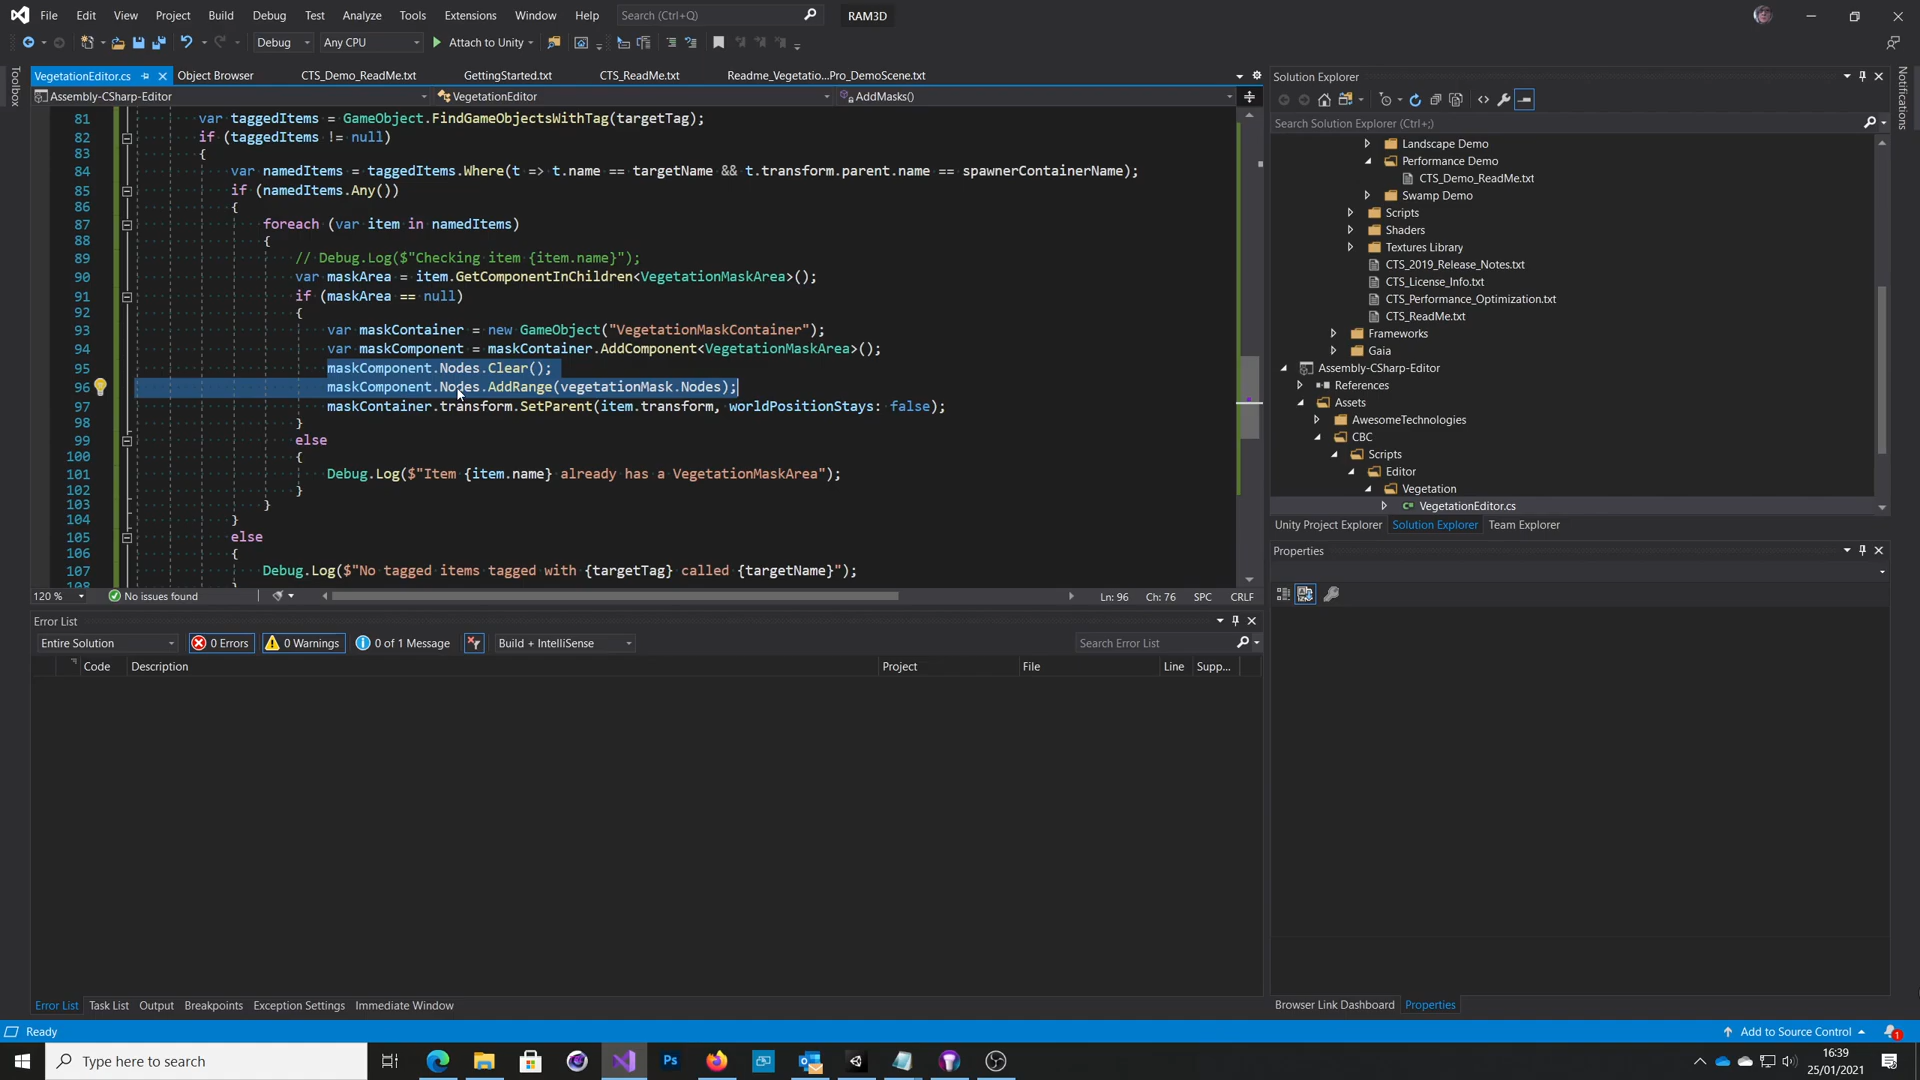 File Edit View Project Build Debug Test Analyze Tools Extensions Window Help Search (Ctrl+Q) RAM3D
Debug Any CPU Attach to Unity
Toolbox
VegetationEditor.cs Object Browser CTS_Demo_ReadMe.txt GettingStarted.txt CTS_ReadMe.txt Readme_Vegetatio...Pro_DemoScene.txt
Assembly-CSharp-Editor VegetationEditor AddMasks()
81 var taggedItems = GameObject.FindGameObjectsWithTag(targetTag);
82 if (taggedItems != null)
83 {
84 var namedItems = taggedItems.Where(t => t.name == targetName && t.transform.parent.name == spawnerContainerName);
85 if (namedItems.Any())
86 {
87 foreach (var item in namedItems)
88 {
89 // Debug.Log($"Checking item {item.name}");
90 var maskArea = item.GetComponentInChildren<VegetationMaskArea>();
91 if (maskArea == null)
92 {
93 var maskContainer = new GameObject("VegetationMaskContainer");
94 var maskComponent = maskContainer.AddComponent<VegetationMaskArea>();
95 maskComponent.Nodes.Clear();
96 maskComponent.Nodes.AddRange(vegetationMask.Nodes);
97 maskContainer.transform.SetParent(item.transform, worldPositionStays: false);
98 }
99 else
100 {
101 Debug.Log($"Item {item.name} already has a VegetationMaskArea");
102 }
103 }
104 }
105 else
106 {
107 Debug.Log($"No tagged items tagged with {targetTag} called {targetName}");
108 }
120 % No issues found Ln: 96 Ch: 76 SPC CRLF
Error List
Entire Solution 0 Errors 0 Warnings 0 of 1 Message Build + IntelliSense Search Error List
Code Description Project File Line Supp...
Error List Task List Output Breakpoints Exception Settings Immediate Window
Solution Explorer
Search Solution Explorer (Ctrl+;)
Landscape Demo
Performance Demo
CTS_Demo_ReadMe.txt
Swamp Demo
Scripts
Shaders
Textures Library
CTS_2019_Release_Notes.txt
CTS_License_Info.txt
CTS_Performance_Optimization.txt
CTS_ReadMe.txt
Frameworks
Gaia
Assembly-CSharp-Editor
References
Assets
AwesomeTechnologies
CBC
Scripts
Editor
Vegetation
C# VegetationEditor.cs
Unity Project Explorer Solution Explorer Team Explorer
Properties
Browser Link Dashboard Properties
Notifications
Ready Add to Source Control 1
Type here to search Ps
16:39
25/01/2021